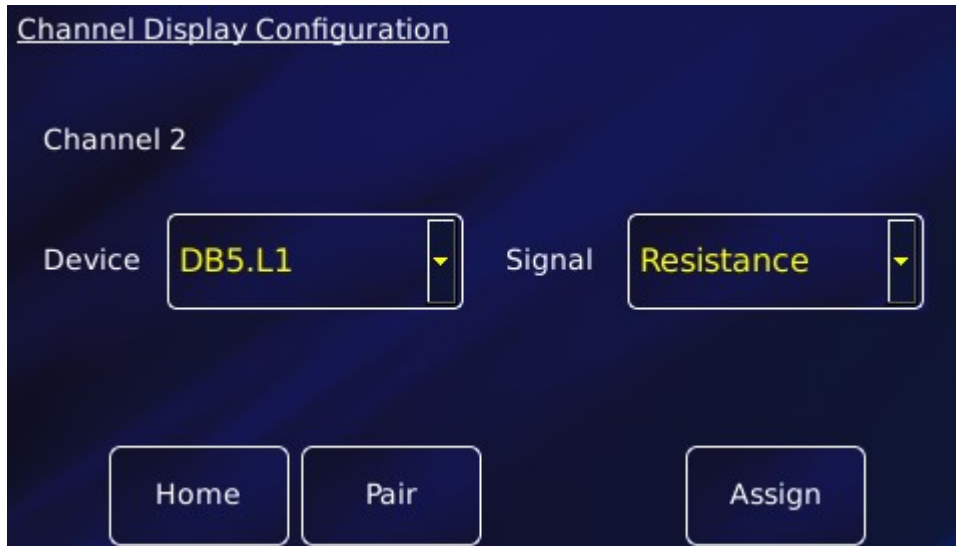 Channel Display Configuration
Channel 2
Device DB5.L1 Signal Resistance
Home Pair Assign